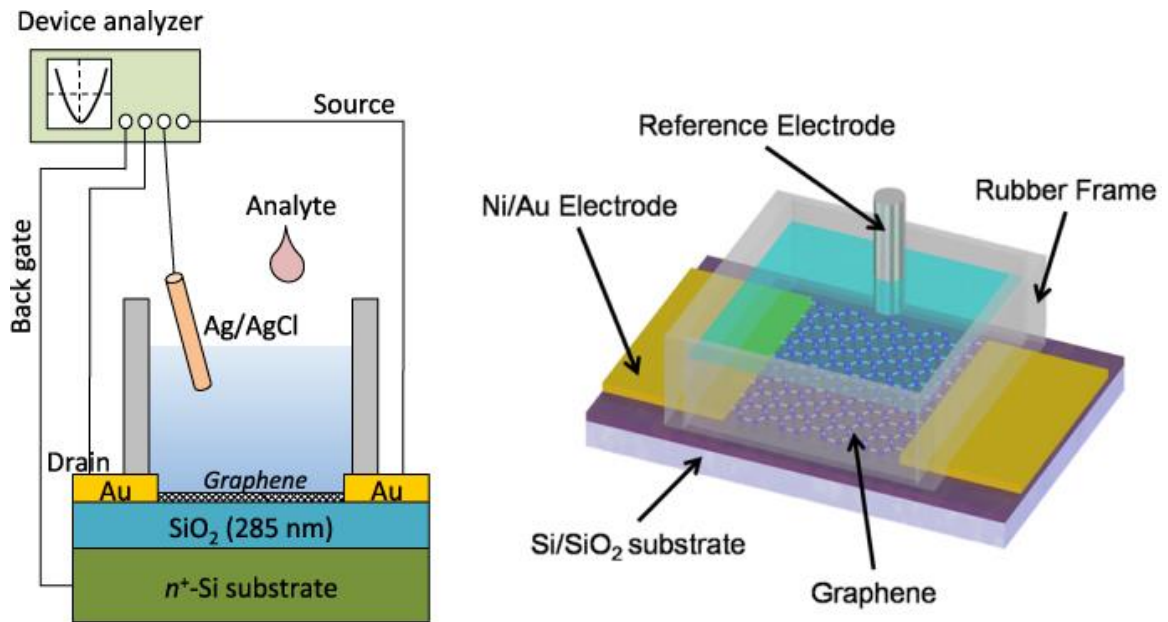 Device analyzer
Source
Back gate
Analyte
Ag/AgCl
Drain
Graphene
Au
Au
SiO₂ (285 nm)
n⁺-Si substrate
Reference Electrode
Ni/Au Electrode
Rubber Frame
Si/SiO₂ substrate
Graphene